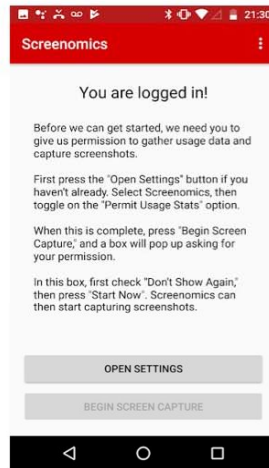 21:30
Screenomics
You are logged in!
Before we can get started, we need you to
give us permission to gather usage data and
capture screenshots.
First press the "Open Settings" button if you
haven't already. Select Screenomics, then
toggle on the "Permit Usage Stats" option.
When this is complete, press "Begin Screen
Capture," and a box will pop up asking for
your permission.
In this box, first check "Don't Show Again,"
then press "Start Now". Screenomics can
then start capturing screenshots.
OPEN SETTINGS
BEGIN SCREEN CAPTURE